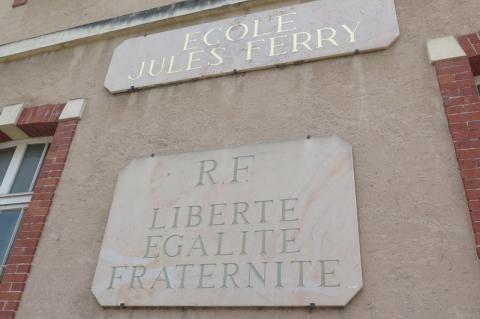 ECOLE
JULES FERRY
R.F.
LIBERTE
EGALITE
FRATERNITE